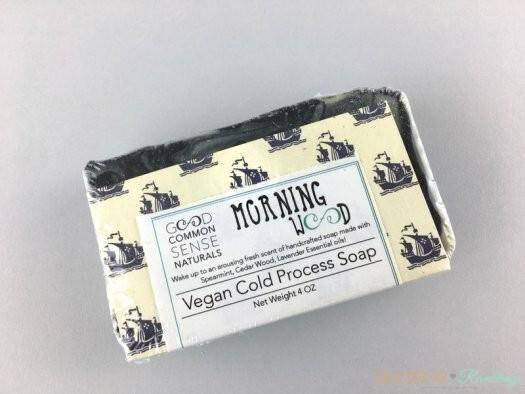 GOOD
COMMON
SENSE
NATURALS
MORNING
WOOD
Wake up to an arousing fresh scent of handcrafted soap made with
Spearmint, Cedar Wood, Lavender Essential oils!
Vegan Cold Process Soap
Net Weight 4 OZ